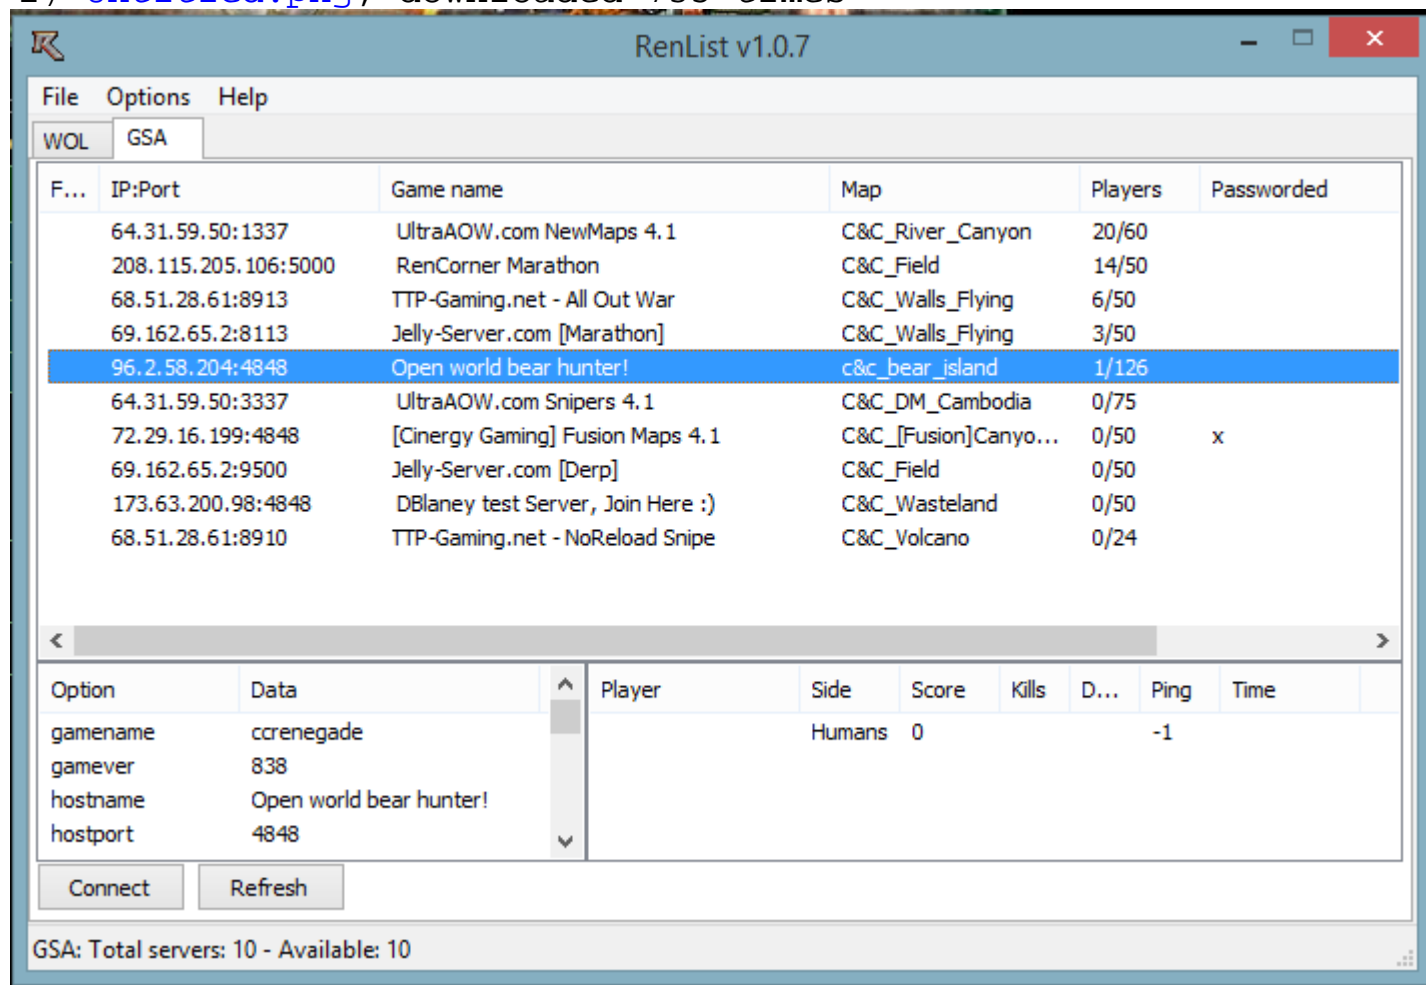 RenList v1.0.7
File Options Help
WOL GSA
F... IP:Port Game name Map Players Passworded
64.31.59.50:1337 UltraAOW.com NewMaps 4.1 C&C_River_Canyon 20/60
208.115.205.106:5000 RenCorner Marathon C&C_Field 14/50
68.51.28.61:8913 TTP-Gaming.net - All Out War C&C_Walls_Flying 6/50
69.162.65.2:8113 Jelly-Server.com [Marathon] C&C_Walls_Flying 3/50
96.2.58.204:4848 Open world bear hunter! c&c_bear_island 1/126
64.31.59.50:3337 UltraAOW.com Snipers 4.1 C&C_DM_Cambodia 0/75
72.29.16.199:4848 [Cinergy Gaming] Fusion Maps 4.1 C&C_[Fusion]Canyo... 0/50 x
69.162.65.2:9500 Jelly-Server.com [Derp] C&C_Field 0/50
173.63.200.98:4848 DBlaney test Server, Join Here :) C&C_Wasteland 0/50
68.51.28.61:8910 TTP-Gaming.net - NoReload Snipe C&C_Volcano 0/24
Option Data Player Side Score Kills D... Ping Time
gamename ccrenegade Humans 0 -1
gamever 838
hostname Open world bear hunter!
hostport 4848
Connect Refresh
GSA: Total servers: 10 - Available: 10